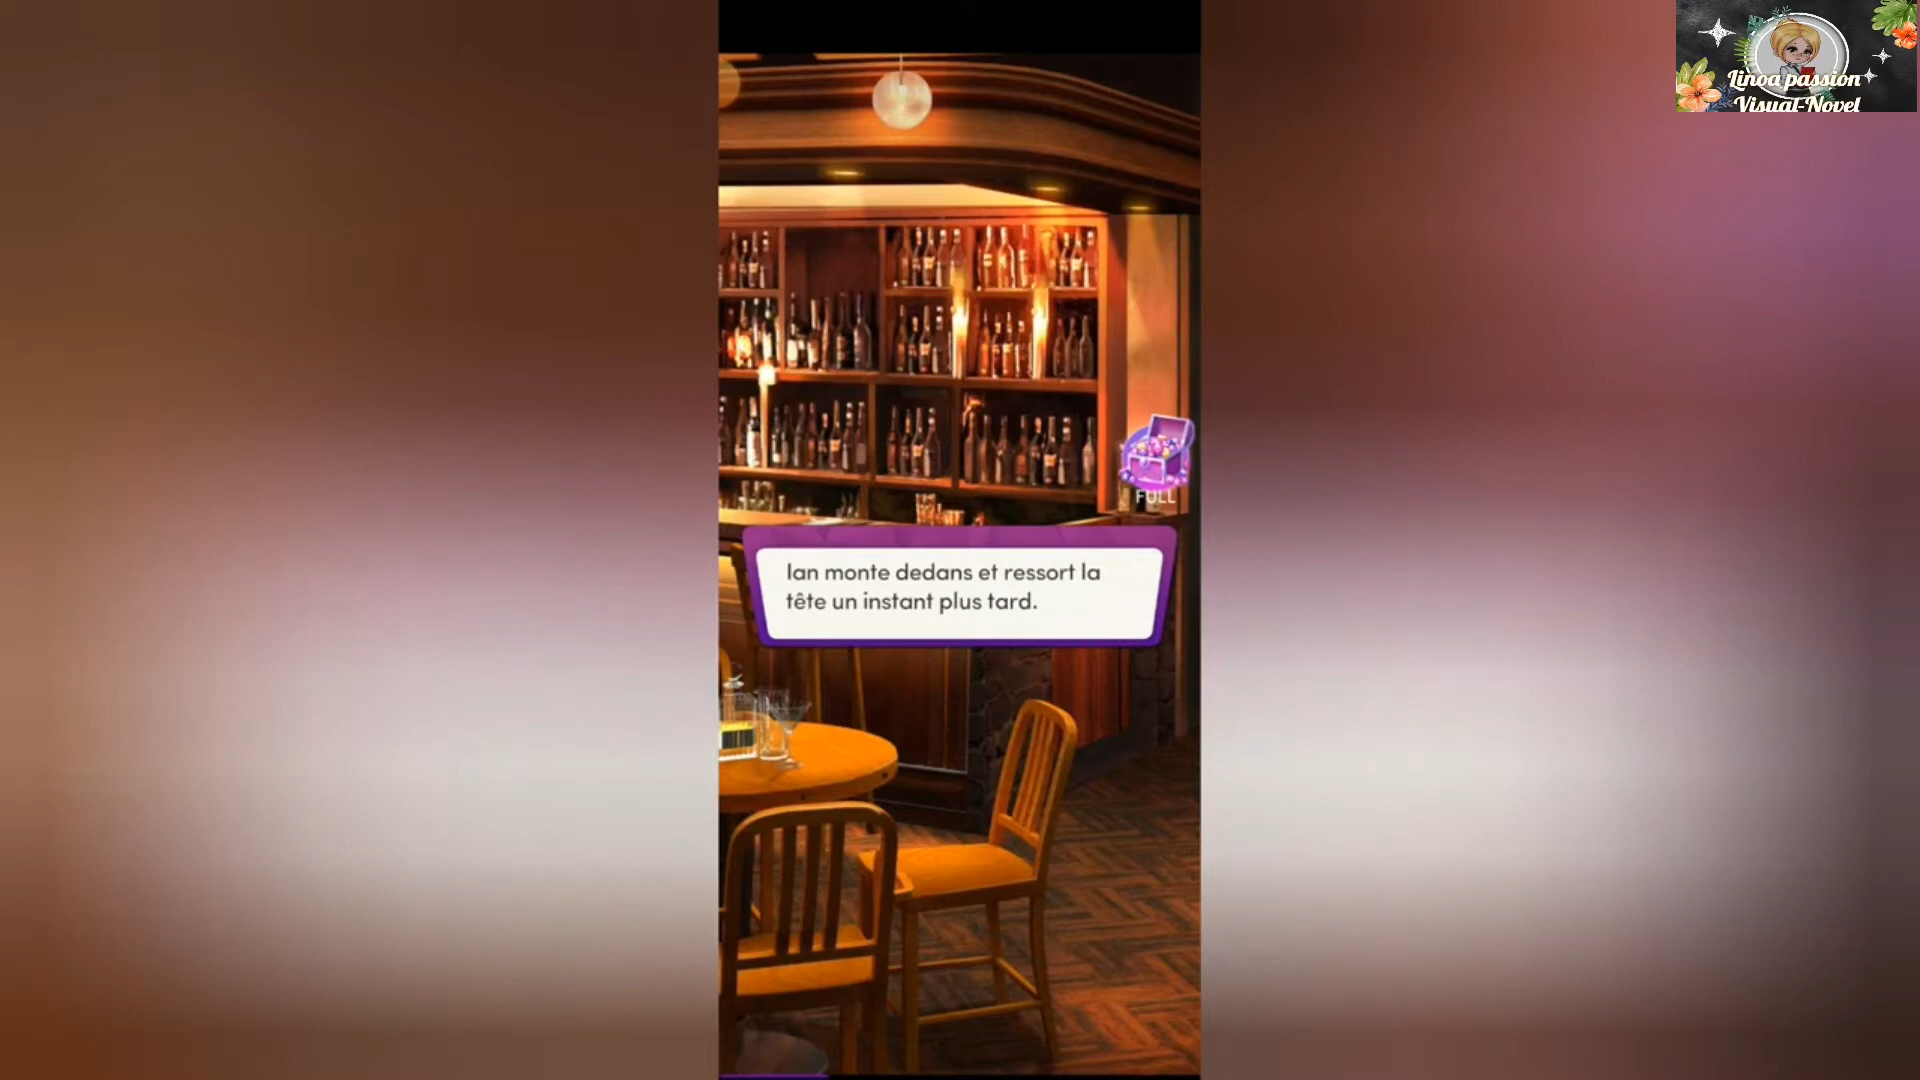 Linoa passion
Visual-Novel
FULL
Ian monte dedans et ressort la
tête un instant plus tard.